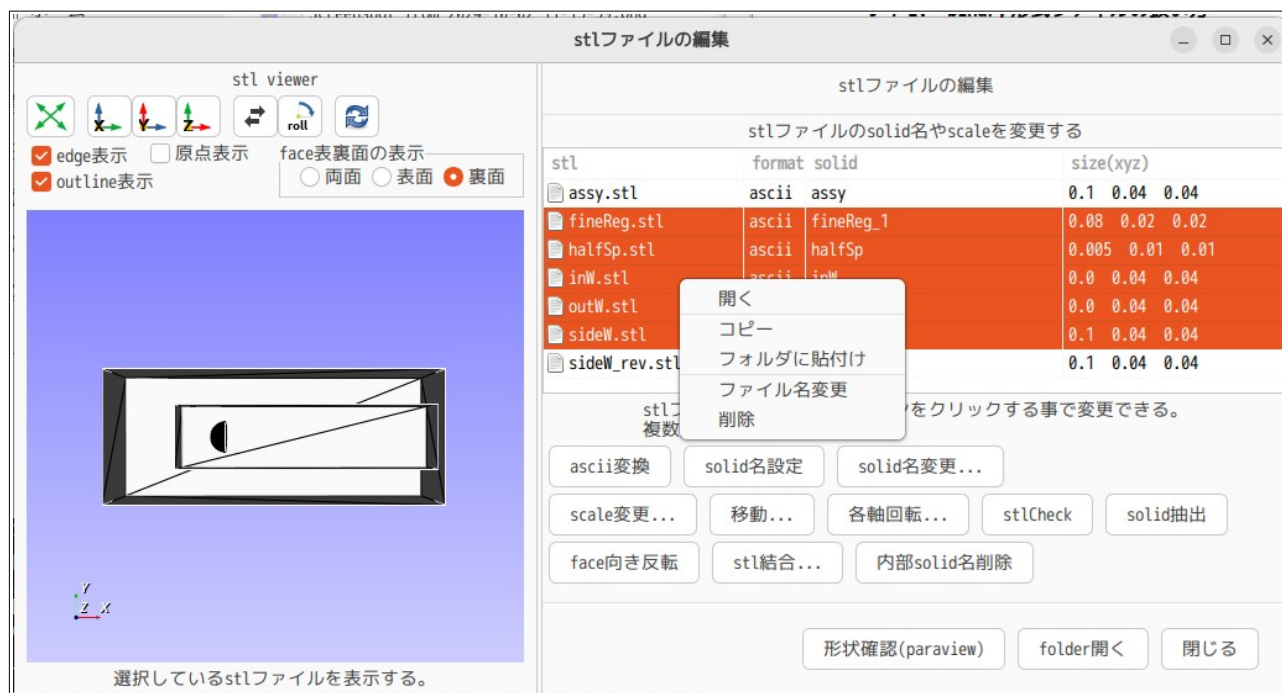 stlファイルの編集
stl viewer
X
Y
Z
roll
edge表示
原点表示
face表裏面の表示
outline表示
両面
表面
裏面
Y
Z X
選択しているstlファイルを表示する。
stlファイルの編集
stlファイルのsolid名やscaleを変更する
stl format solid size(xyz)
assy.stl ascii assy 0.1 0.04 0.04
fineReg.stl ascii fineReg_1 0.08 0.02 0.02
halfSp.stl ascii halfSp 0.005 0.01 0.01
inW.stl ascii inW 0.0 0.04 0.04
outW.stl 0.0 0.04 0.04
sideW.stl 0.1 0.04 0.04
sideW_rev.stl 0.1 0.04 0.04
開く
コピー
フォルダに貼付け
ファイル名変更
削除
をクリックする事で変更できる。
複数
ascii変換 solid名設定 solid名変更...
scale変更... 移動... 各軸回転... stlCheck solid抽出
face向き反転 stl結合... 内部solid名削除
形状確認(paraview) folder開く 閉じる